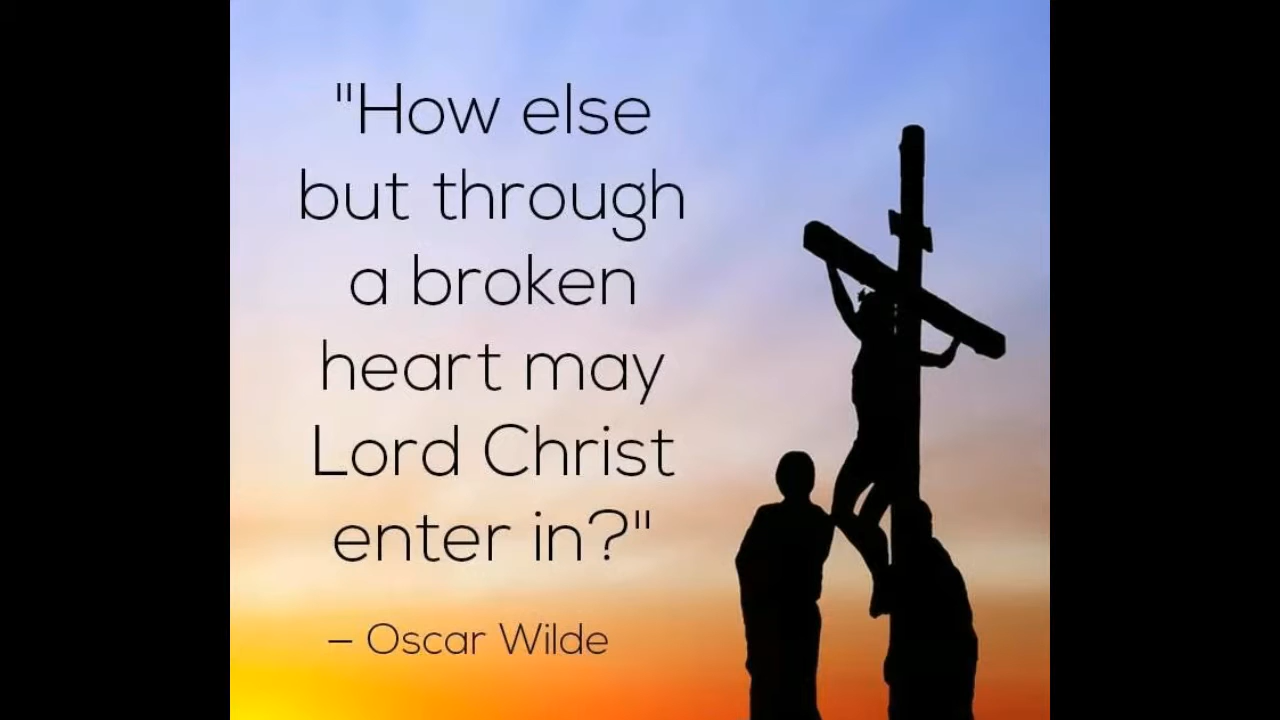 "How else
but through
a broken
heart may
Lord Christ
enter in?"
– Oscar Wilde